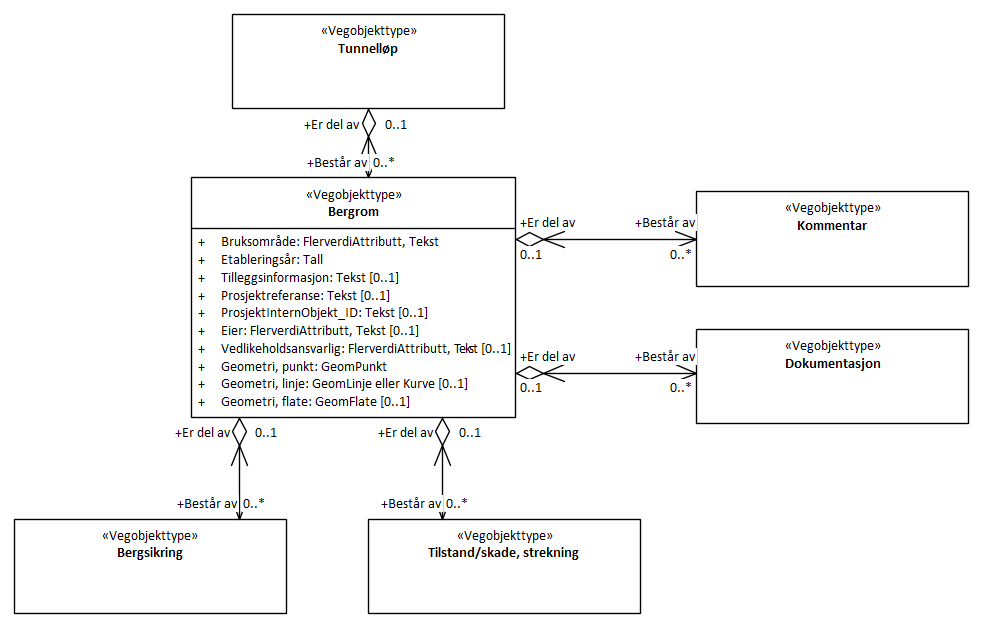 «Vegobjekttype»
Tunnelløp
+Er del av 0..1
+Består av 0..*
«Vegobjekttype»
Bergrom
+ Bruksområde: FlerverdiAttributt, Tekst
+ Etableringsår: Tall
+ Tilleggsinformasjon: Tekst [0..1]
+ Prosjektreferanse: Tekst [0..1]
+ ProsjektInternObjekt_ID: Tekst [0..1]
+ Eier: FlerverdiAttributt, Tekst [0..1]
+ Vedlikeholdsansvarlig: FlerverdiAttributt, Tekst [0..1]
+ Geometri, punkt: GeomPunkt
+ Geometri, linje: GeomLinje eller Kurve [0..1]
+ Geometri, flate: GeomFlate [0..1]
+Er del av +Består av
0..1 0..*
«Vegobjekttype»
Kommentar
+Er del av +Består av
0..1 0..*
«Vegobjekttype»
Dokumentasjon
+Er del av 0..1
+Består av 0..*
«Vegobjekttype»
Bergsikring
+Er del av 0..1
+Består av 0..*
«Vegobjekttype»
Tilstand/skade, strekning